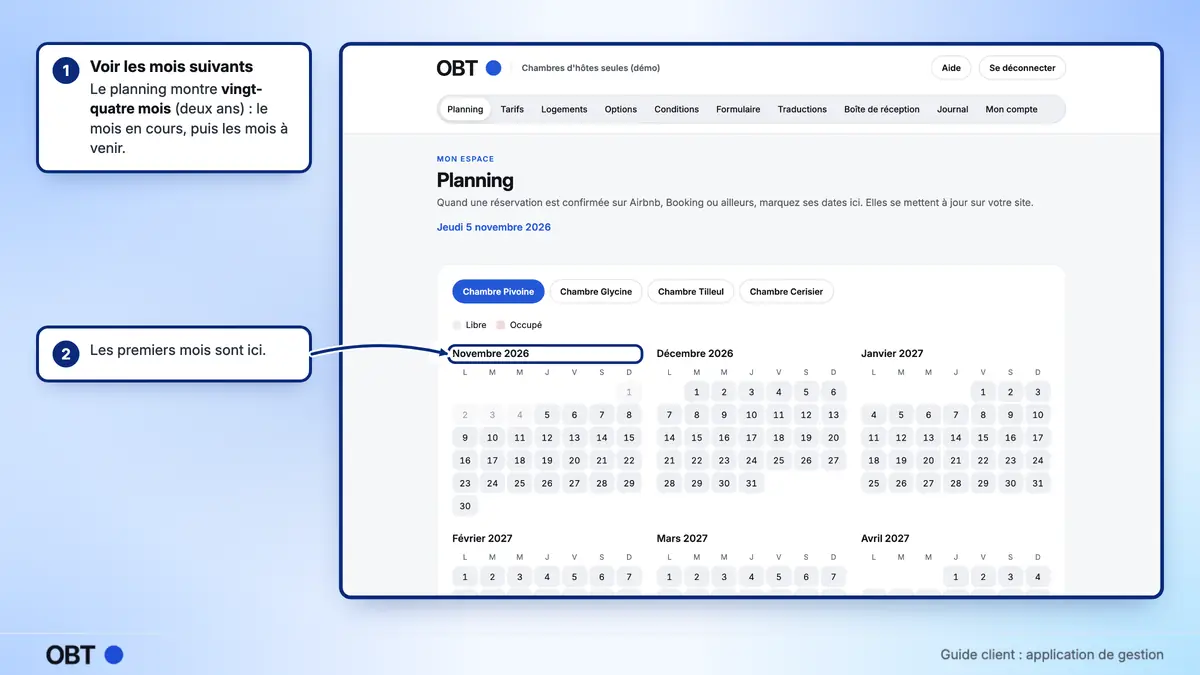 1
Voir les mois suivants
Le planning montre vingt-
quatre mois (deux ans) : le
mois en cours, puis les mois à
venir.
2
Les premiers mois sont ici.
OBT
Chambres d'hôtes seules (démo)
Aide
Se déconnecter
Planning Tarifs Logements Options Conditions Formulaire Traductions Boîte de réception Journal Mon compte
MON ESPACE
Planning
Quand une réservation est confirmée sur Airbnb, Booking ou ailleurs, marquez ses dates ici. Elles se mettent à jour sur votre site.
Jeudi 5 novembre 2026
Chambre Pivoine Chambre Glycine Chambre Tilleul Chambre Cerisier
Libre Occupé
Novembre 2026
L M M J V S D
1
2 3 4 5 6 7 8
9 10 11 12 13 14 15
16 17 18 19 20 21 22
23 24 25 26 27 28 29
30
Décembre 2026
L M M J V S D
1 2 3 4 5 6
7 8 9 10 11 12 13
14 15 16 17 18 19 20
21 22 23 24 25 26 27
28 29 30 31
Janvier 2027
L M M J V S D
1 2 3
4 5 6 7 8 9 10
11 12 13 14 15 16 17
18 19 20 21 22 23 24
25 26 27 28 29 30 31
Février 2027
L M M J V S D
1 2 3 4 5 6 7
Mars 2027
L M M J V S D
1 2 3 4 5 6 7
Avril 2027
L M M J V S D
1 2 3 4
OBT
Guide client : application de gestion